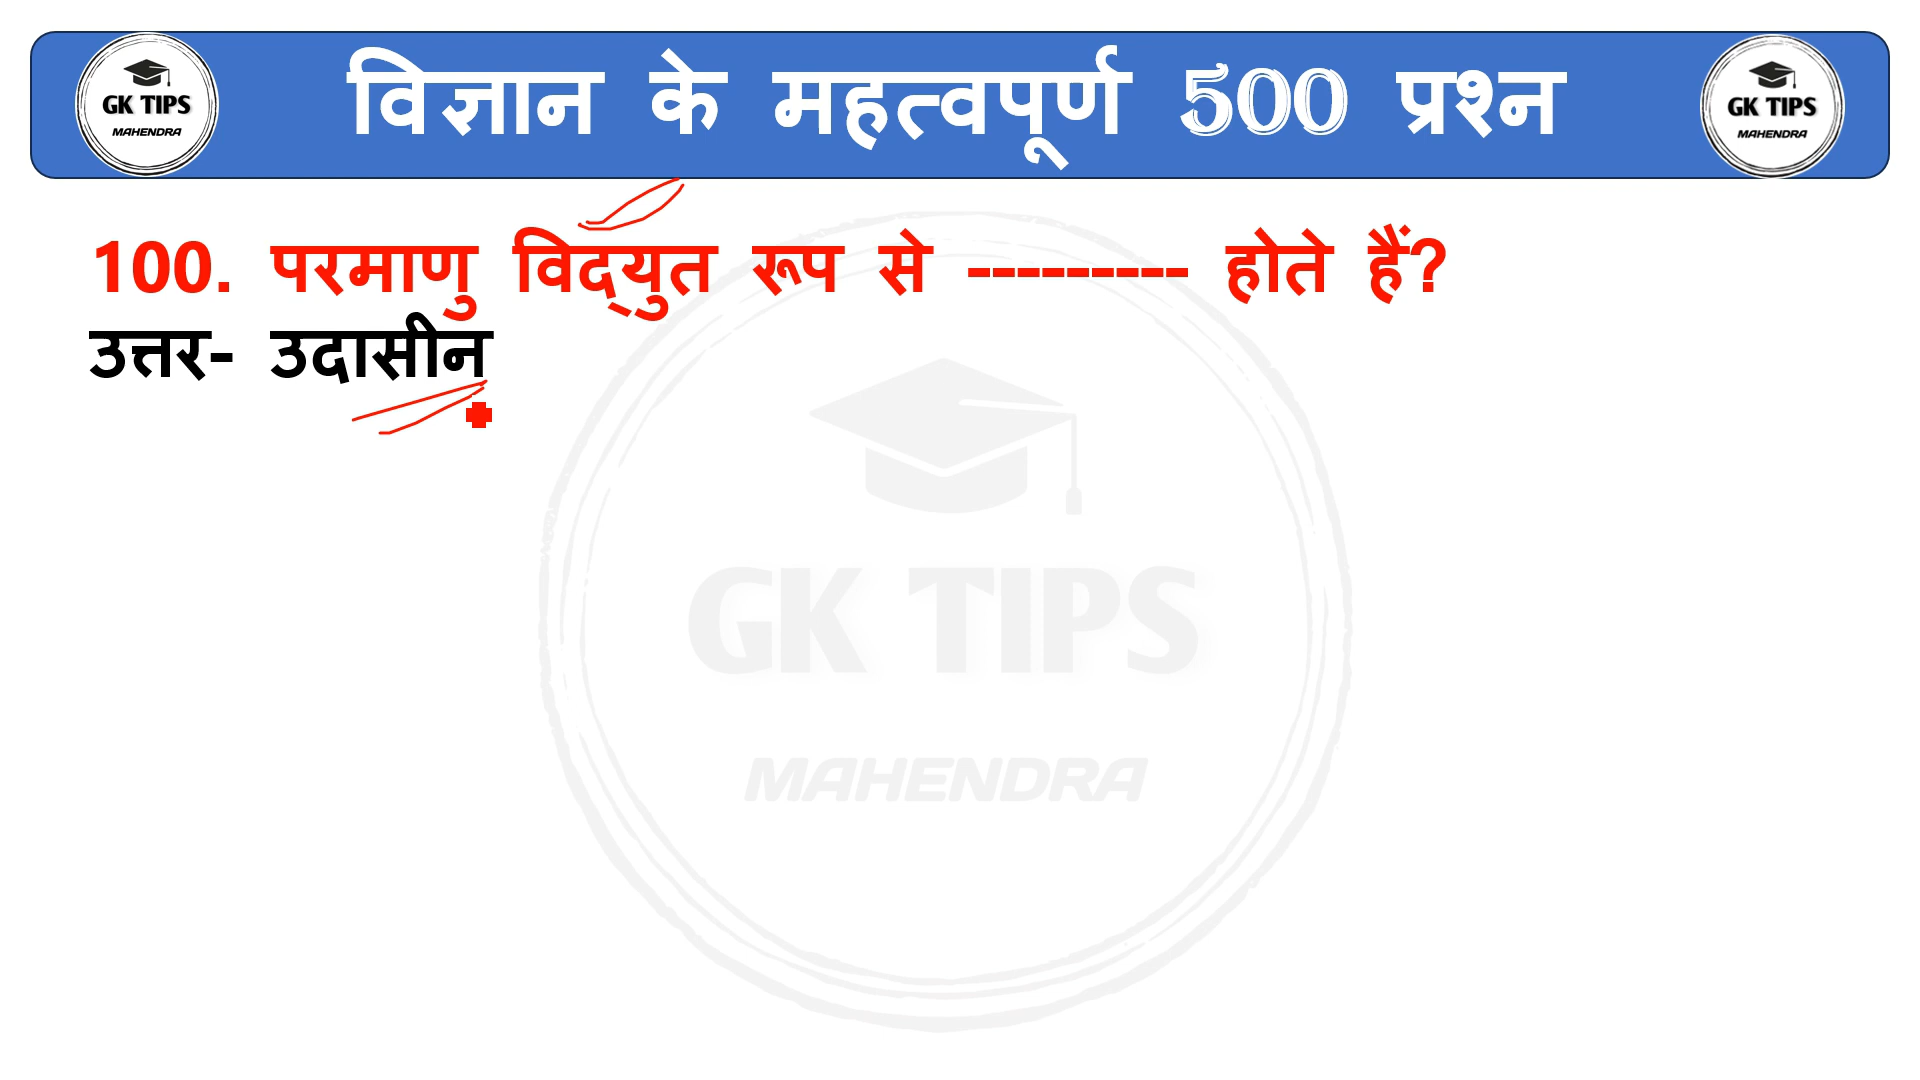 GK TIPS
MAHENDRA
विज्ञान के महत्वपूर्ण 500 प्रश्न
GK TIPS
MAHENDRA
100. परमाणु विद्युत रूप से --------- होते हैं?
उत्तर- उदासीन
GK TIPS
MAHENDRA